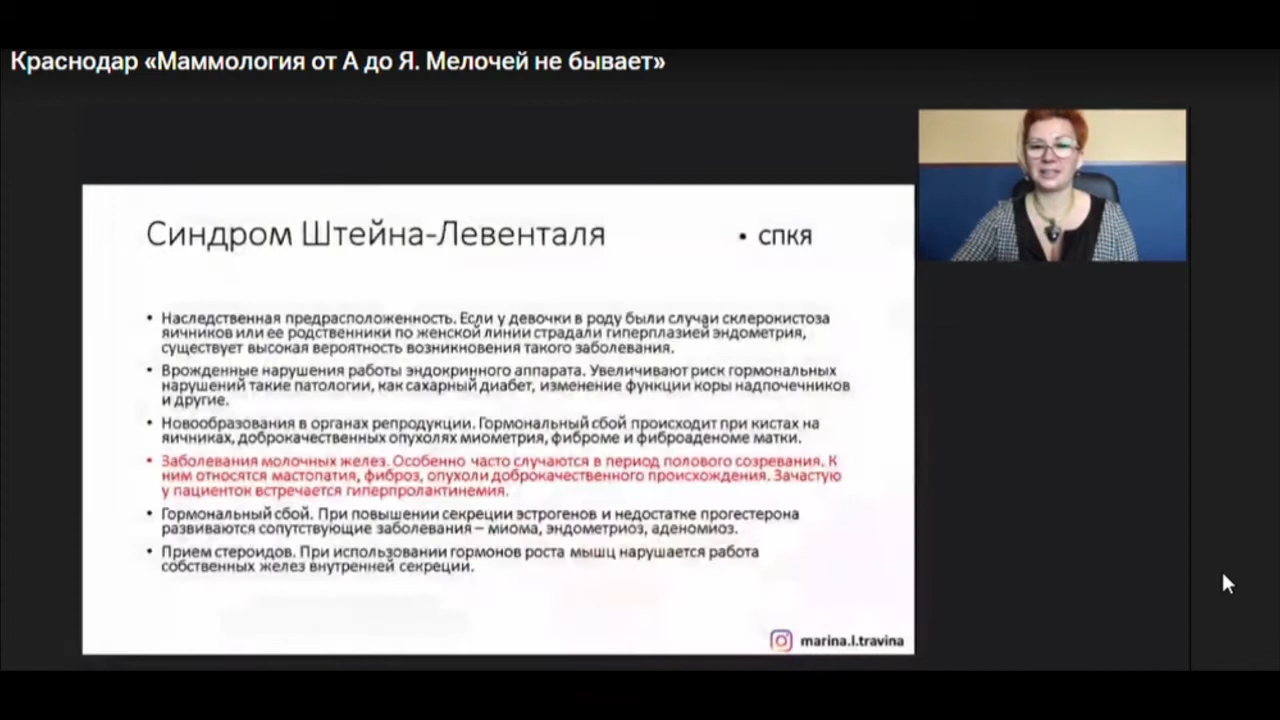 Краснодар «Маммология от А до Я. Мелочей не бывает»
Синдром Штейна-Левенталя
• СПКЯ
• Наследственная предрасположенность. Если у девочки в роду были случаи склерокистоза
яичников или ее родственники по женской линии страдали гиперплазией эндометрия,
существует высокая вероятность возникновения такого заболевания.
• Врожденные нарушения работы эндокринного аппарата. Увеличивают риск гормональных
нарушений такие патологии, как сахарный диабет, изменение функции коры надпочечников
и другие.
• Новообразования в органах репродукции. Гормональный сбой происходит при кистах на
яичниках, доброкачественных опухолях миометрия, фиброме и фиброаденоме матки.
• Заболевания молочных желез. Особенно часто случаются в период полового созревания. К
ним относятся мастопатия, фиброз, опухоли доброкачественного происхождения. Зачастую
у пациенток встречается гиперпролактинемия.
• Гормональный сбой. При повышении секреции эстрогенов и недостатке прогестерона
развиваются сопутствующие заболевания – миома, эндометриоз, аденомиоз.
• Прием стероидов. При использовании гормонов роста мышц нарушается работа
собственных желез внутренней секреции.
marina.l.travina